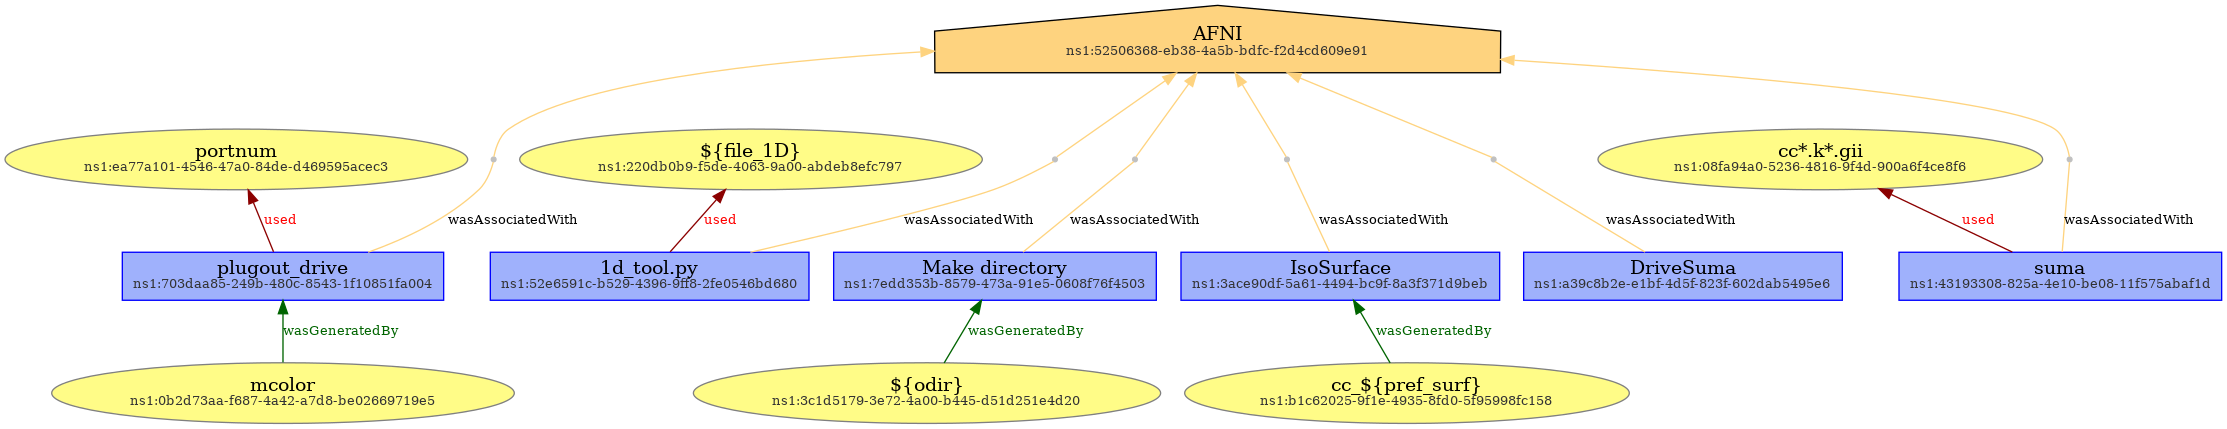 AFNI
ns1:52506368-eb38-4a5b-bdfc-f2d4cd609e91
portnum
ns1:ea77a101-4546-47a0-84de-d469595acec3
${file_1D}
ns1:220db0b9-f5de-4063-9a00-abdeb8efc797
cc*.k*.gii
ns1:08fa94a0-5236-4816-9f4d-900a6f4ce8f6
used
wasAssociatedWith
used
wasAssociatedWith
wasAssociatedWith
wasAssociatedWith
wasAssociatedWith
used
wasAssociatedWith
plugout_drive
ns1:703daa85-249b-480c-8543-1f10851fa004
1d_tool.py
ns1:52e6591c-b529-4396-9ff8-2fe0546bd680
Make directory
ns1:7edd353b-8579-473a-91e5-0608f76f4503
IsoSurface
ns1:3ace90df-5a61-4494-bc9f-8a3f371d9beb
DriveSuma
ns1:a39c8b2e-e1bf-4d5f-823f-602dab5495e6
suma
ns1:43193308-825a-4e10-be08-11f575abaf1d
wasGeneratedBy
wasGeneratedBy
wasGeneratedBy
mcolor
ns1:0b2d73aa-f687-4a42-a7d8-be02669719e5
${odir}
ns1:3c1d5179-3e72-4a00-b445-d51d251e4d20
cc_${pref_surf}
ns1:b1c62025-9f1e-4935-8fd0-5f95998fc158